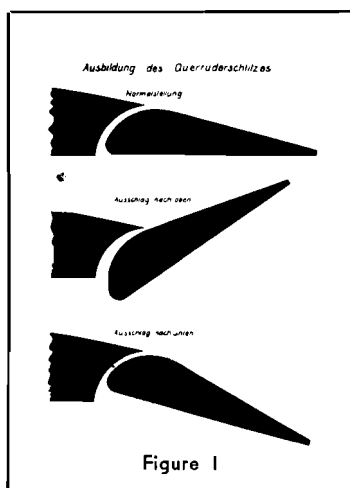 Ausbildung des Querruderschlitzes
Normalstellung
Ausschlag nach oben
Ausschlag nach unten
Figure 1